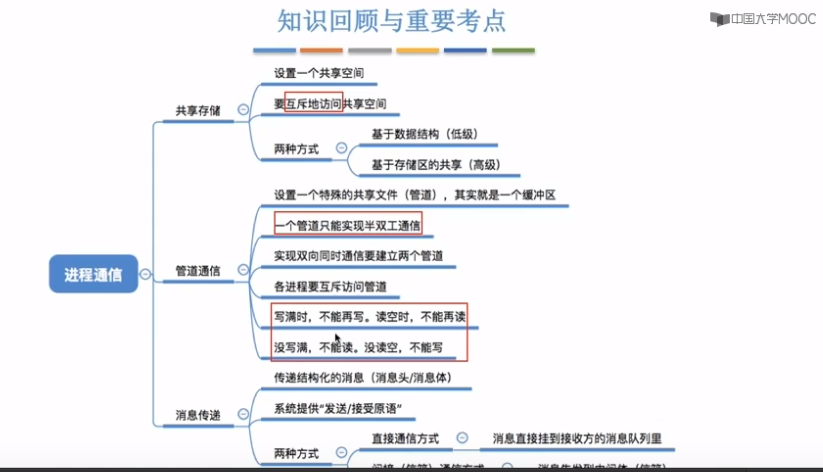 知识回顾与重要考点
中国大学MOOC
设置一个共享空间
共享存储
要互斥地访问共享空间
两种方式
基于数据结构（低级）
基于存储区的共享（高级）
设置一个特殊的共享文件（管道），其实就是一个缓冲区
一个管道只能实现半双工通信
进程通信
管道通信
实现双向同时通信要建立两个管道
各进程要互斥访问管道
写满时，不能再写。读空时，不能再读
没写满，不能读。没读空，不能写
传递结构化的消息（消息头/消息体）
消息传递
系统提供“发送/接受原语”
两种方式
直接通信方式
消息直接挂到接收方的消息队列里